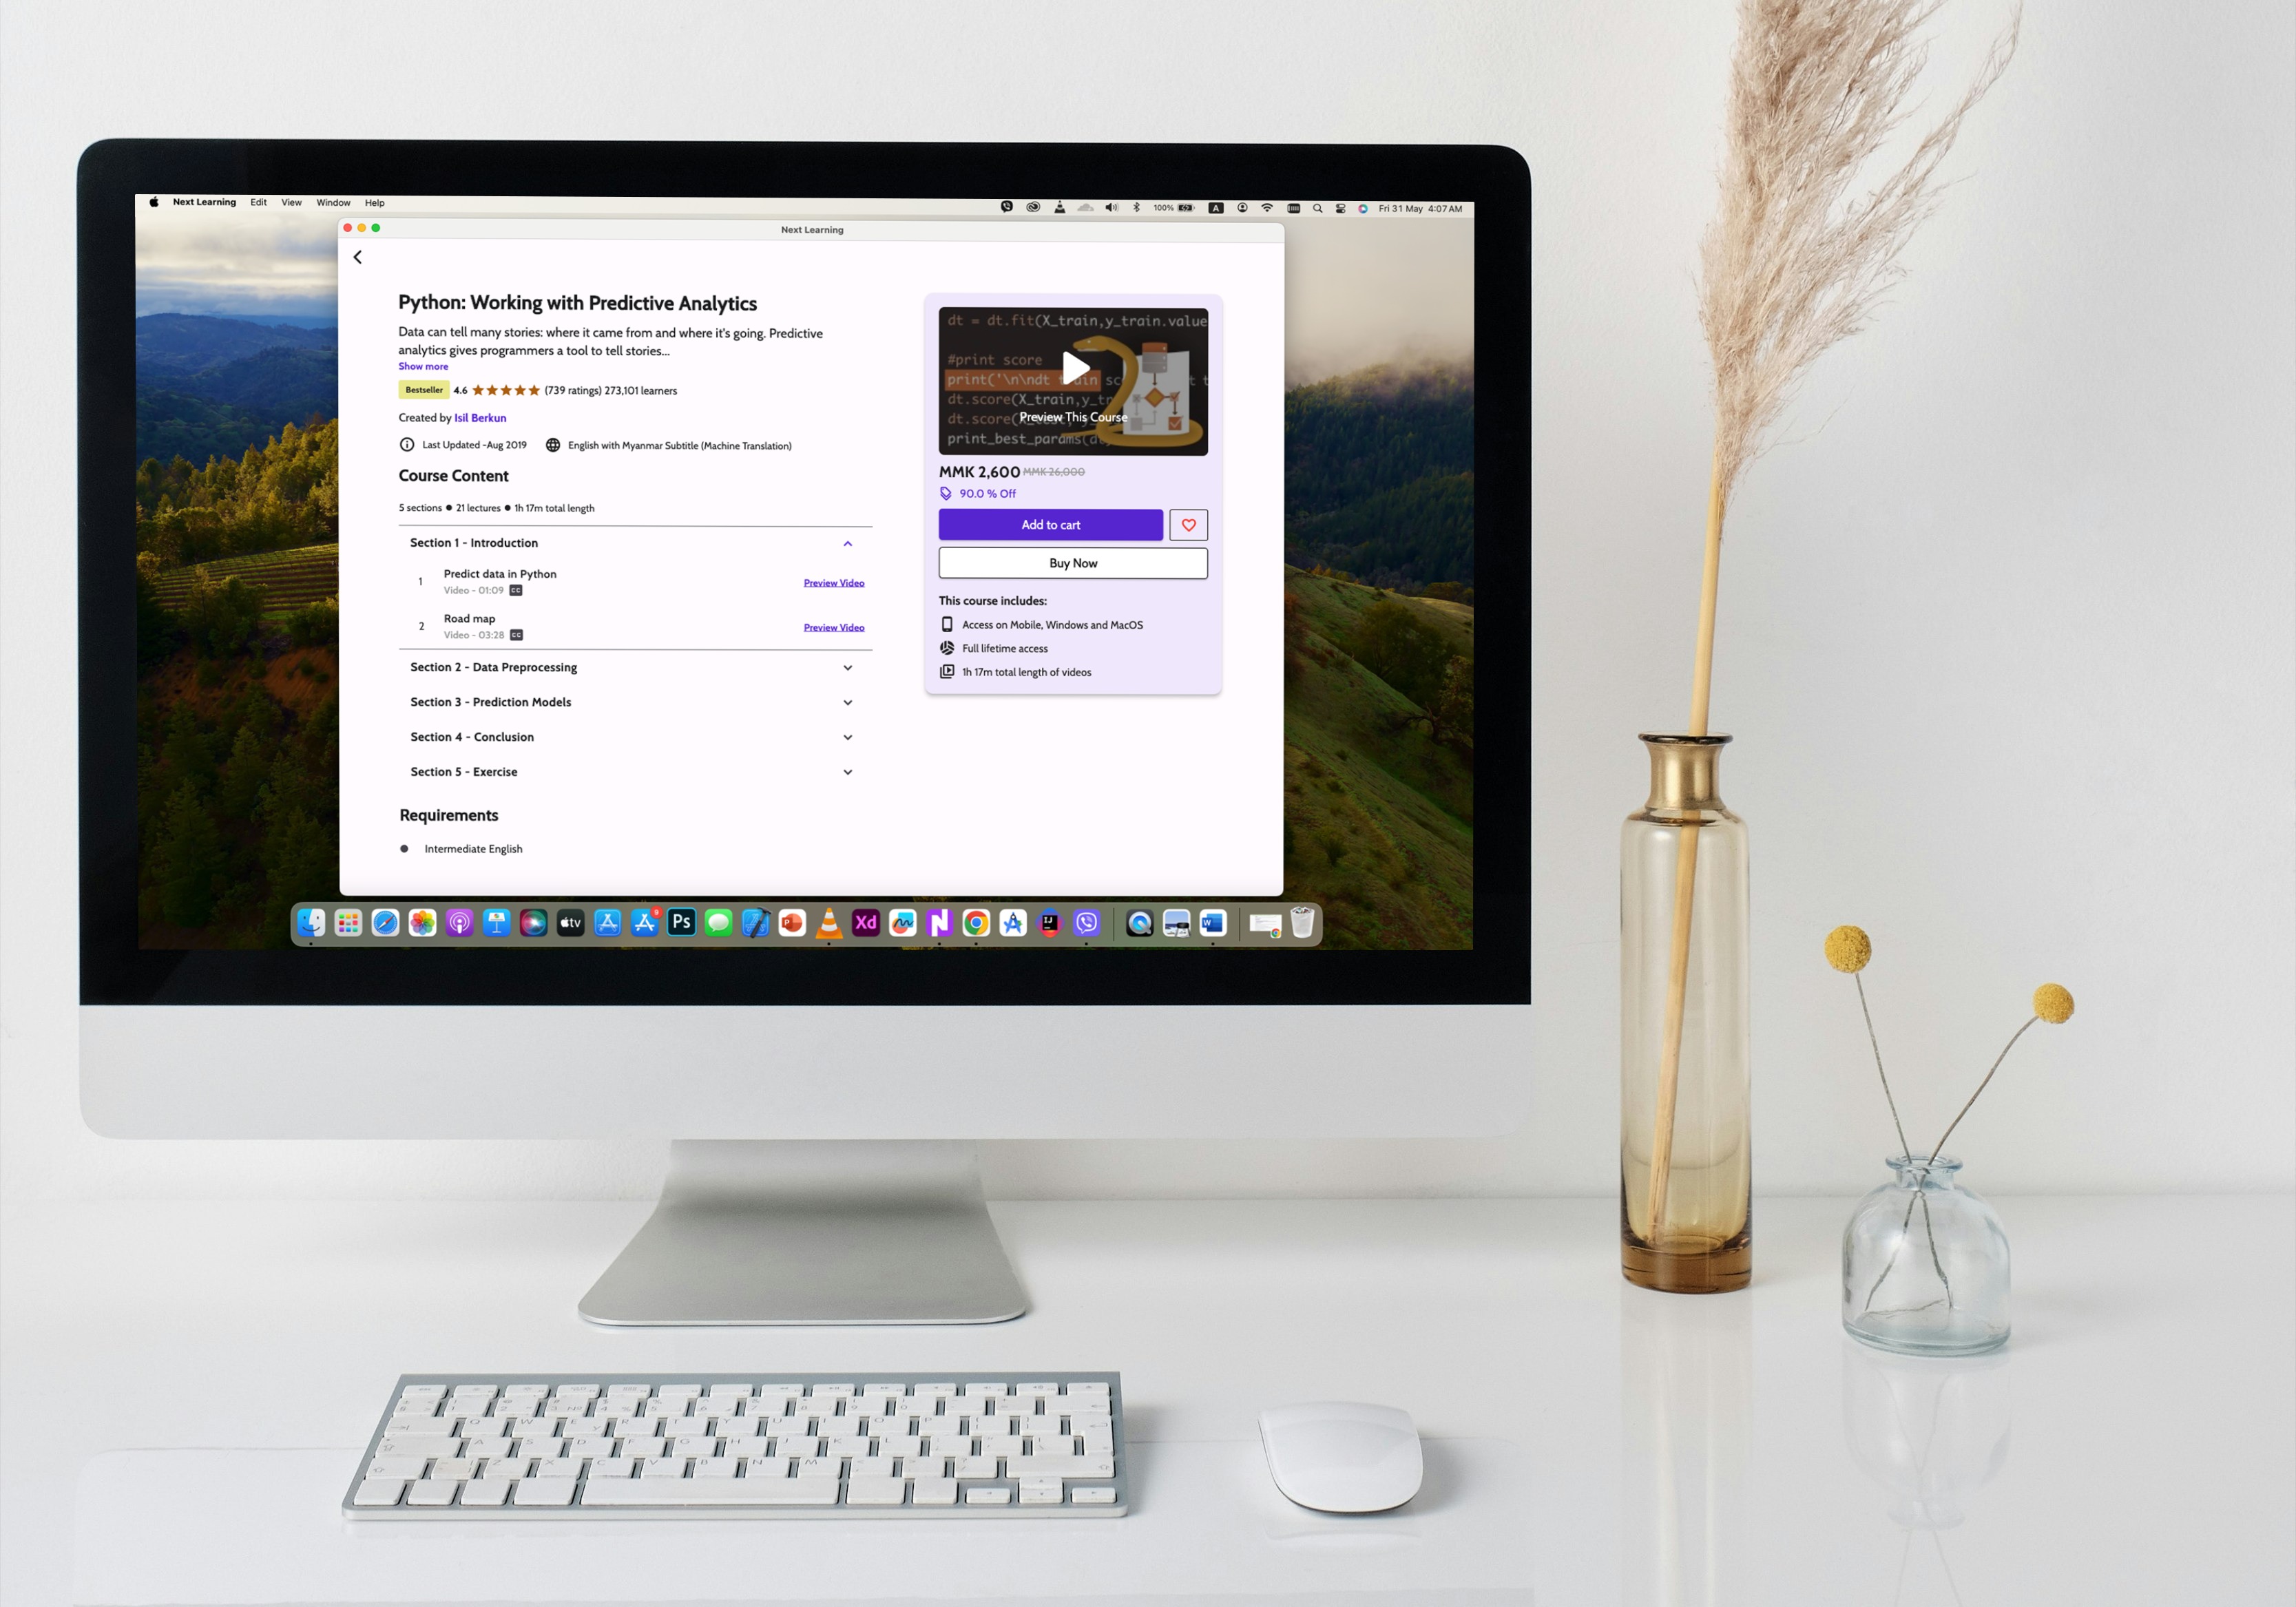 Next Learning Edit View Window Help
100% A Fri 31 May 4:07 AM
Next Learning
Python: Working with Predictive Analytics
Data can tell many stories: where it came from and where it's going. Predictive
analytics gives programmers a tool to tell stories...
Show more
Bestseller 4.6 (739 ratings) 273,101 learners
Created by Isil Berkun
Last Updated -Aug 2019 English with Myanmar Subtitle (Machine Translation)
Course Content
5 sections ● 21 lectures ● 1h 17m total length
Section 1 - Introduction
1 Predict data in Python
Video - 01:09 CC
Preview Video
2 Road map
Video - 03:28 CC
Preview Video
Section 2 - Data Preprocessing
Section 3 - Prediction Models
Section 4 - Conclusion
Section 5 - Exercise
Requirements
● Intermediate English
dt = dt.fit(X_train,y_train.value
#print score
print('\n\ndt
dt.score(X_train,y_tr
dt.score(
Preview This Course
print_best_params(
MMK 2,600 MMK 26,000
90.0 % Off
Add to cart
Buy Now
This course includes:
Access on Mobile, Windows and MacOS
Full lifetime access
1h 17m total length of videos
tv 9 Ps P Xd N IJ W